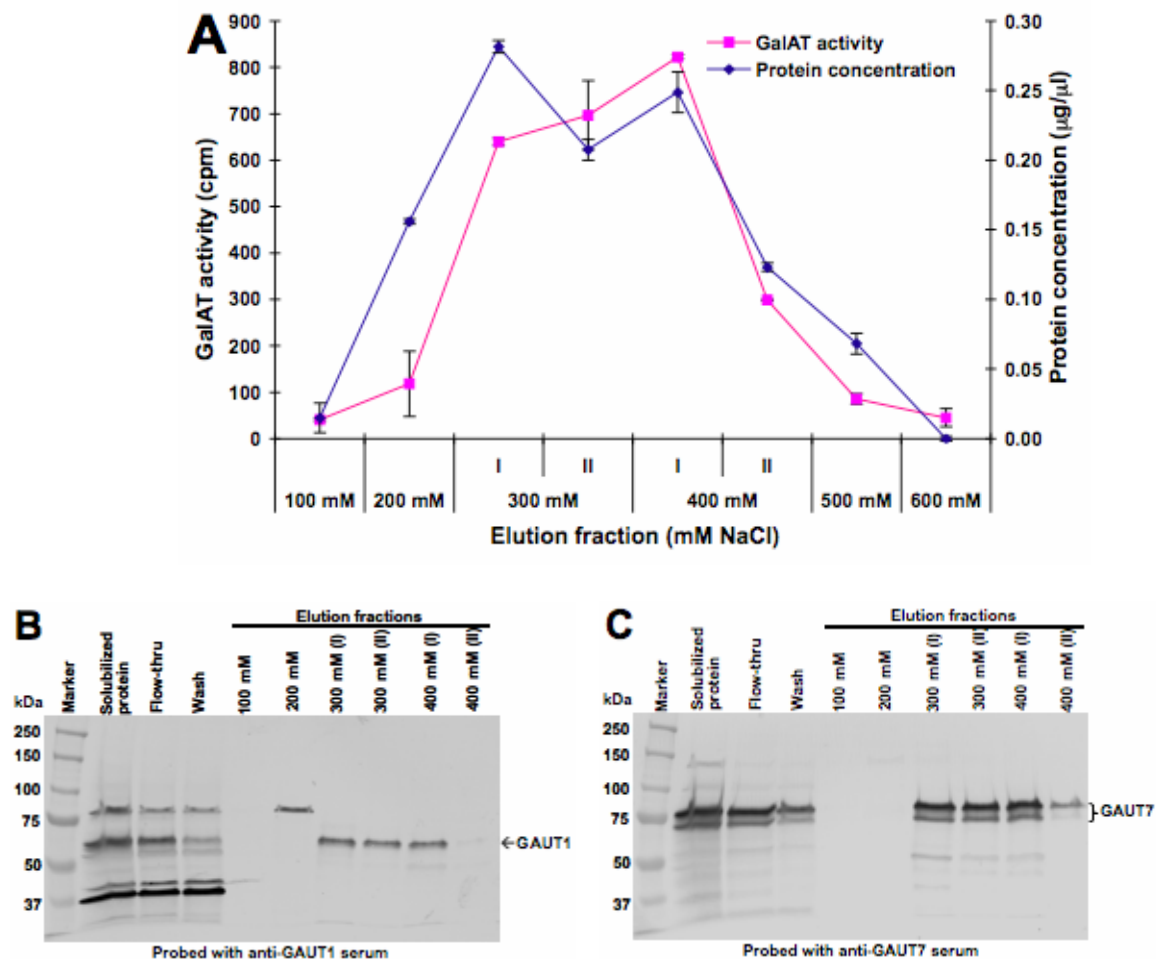 A
GalAT activity
Protein concentration
900
800
700
600
500
400
300
200
100
0
GalAT activity (cpm)
0.30
0.25
0.20
0.15
0.10
0.05
0.00
Protein concentration (µg/µl)
I II I II
100 mM 200 mM 300 mM 400 mM 500 mM 600 mM
Elution fraction (mM NaCl)
B
Elution fractions
kDa
Marker
Solubilized protein
Flow-thru
Wash
100 mM
200 mM
300 mM (I)
300 mM (II)
400 mM (I)
400 mM (II)
250
150
100
75
50
37
←GAUT1
Probed with anti-GAUT1 serum
C
Elution fractions
kDa
Marker
Solubilized protein
Flow-thru
Wash
100 mM
200 mM
300 mM (I)
300 mM (II)
400 mM (I)
400 mM (II)
250
150
100
75
50
37
GAUT7
Probed with anti-GAUT7 serum